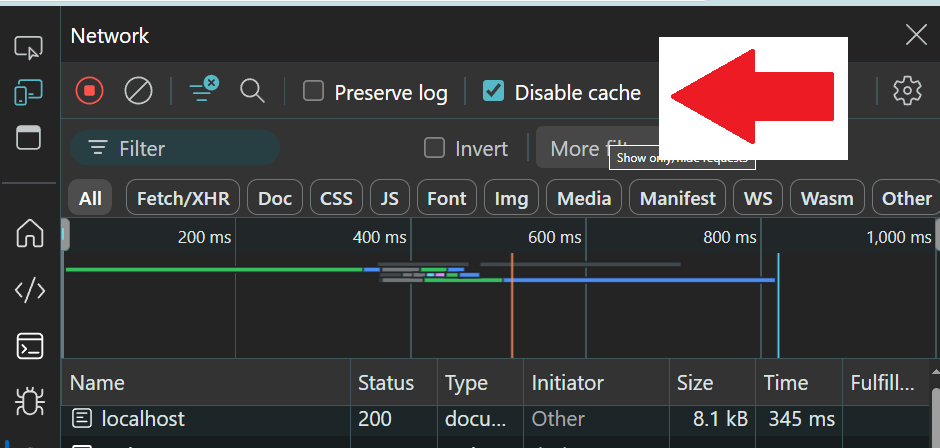 Network
Preserve log
Disable cache
Filter
Invert
More filt
Show only/hide requests
All Fetch/XHR Doc CSS JS Font Img Media Manifest WS Wasm Other
200 ms 400 ms 600 ms 800 ms 1,000 ms
Name Status Type Initiator Size Time Fulfill...
localhost 200 docu... Other 8.1 kB 345 ms